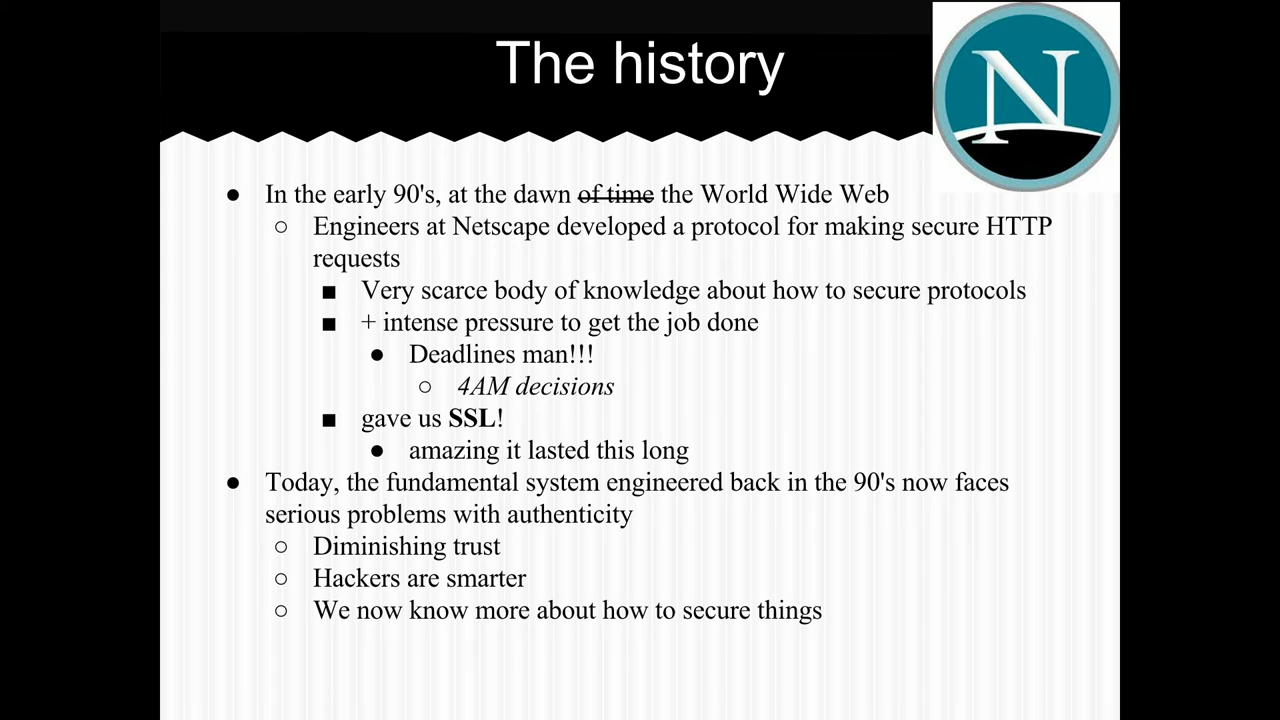 The history
N
● In the early 90's, at the dawn of time the World Wide Web
○ Engineers at Netscape developed a protocol for making secure HTTP
requests
■ Very scarce body of knowledge about how to secure protocols
■ + intense pressure to get the job done
● Deadlines man!!!
○ 4AM decisions
■ gave us SSL!
● amazing it lasted this long
● Today, the fundamental system engineered back in the 90's now faces
serious problems with authenticity
○ Diminishing trust
○ Hackers are smarter
○ We now know more about how to secure things